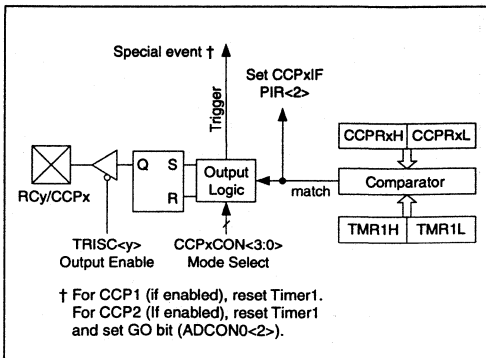 Special event †
Set CCPxIF
PIR<2>
Trigger
CCPRxH CCPRxL
Q S
R
Output
Logic
match
Comparator
RCy/CCPx
TRISC<y>
Output Enable
CCPxCON<3:0>
Mode Select
TMR1H TMR1L
† For CCP1 (if enabled), reset Timer1.
For CCP2 (If enabled), reset Timer1
and set GO bit (ADCON0<2>).